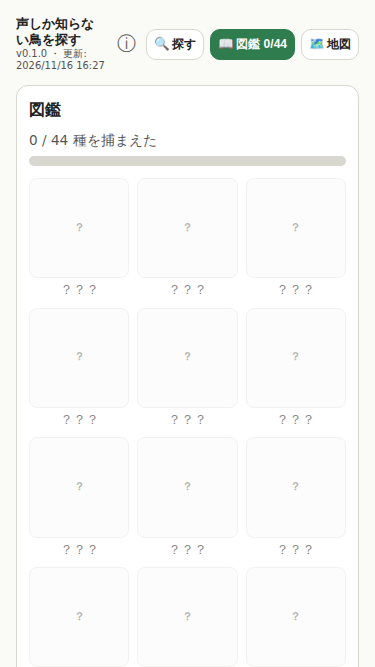 声しか知らな
い鳥を探す
v0.1.0 · 更新:
2026/11/16 16:27
ⓘ
🔍 探す
📖 図鑑 0/44
🗺️ 地図
図鑑
0 / 44 種を捕まえた
? ? ?
？？？ ？？？ ？？？
? ? ?
？？？ ？？？ ？？？
? ? ?
？？？ ？？？ ？？？
? ? ?